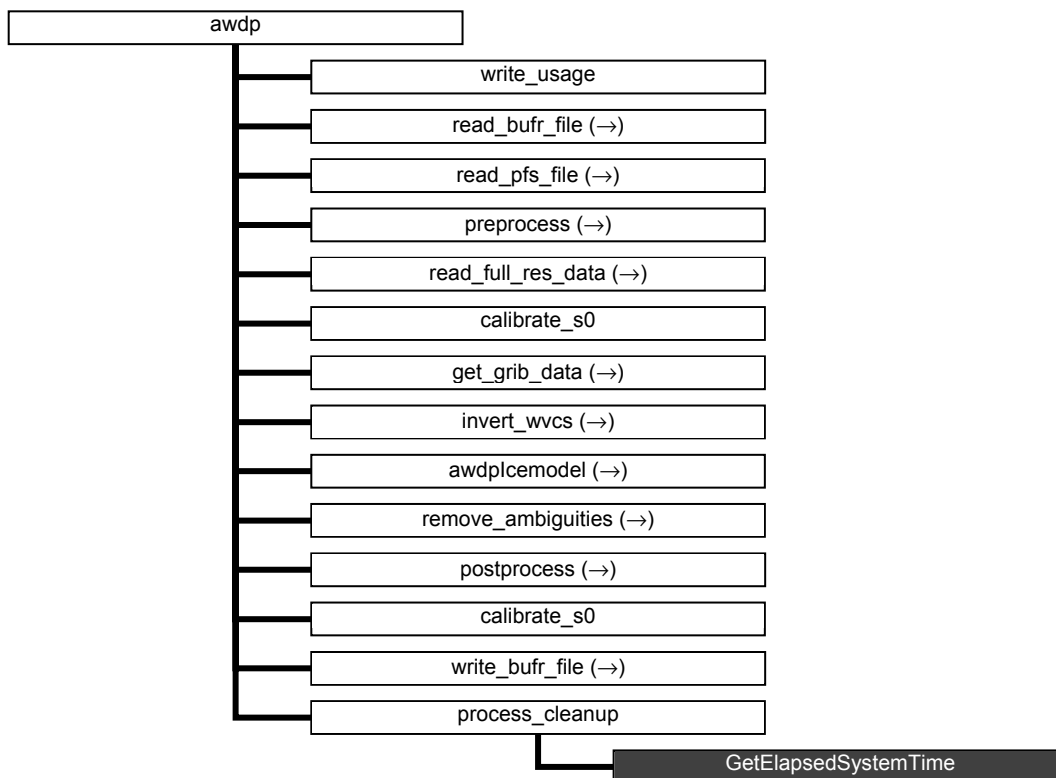 awdp
write_usage
read_bufr_file (→)
read_pfs_file (→)
preprocess (→)
read_full_res_data (→)
calibrate_s0
get_grib_data (→)
invert_wvcs (→)
awdpIcemodel (→)
remove_ambiguities (→)
postprocess (→)
calibrate_s0
write_bufr_file (→)
process_cleanup
GetElapsedSystemTime